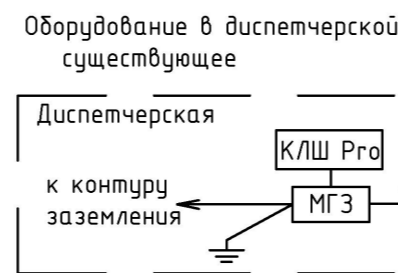 Оборудование в диспетчерской
существующее
Диспетчерская
КЛШ Pro
к контуру
заземления
МГЗ